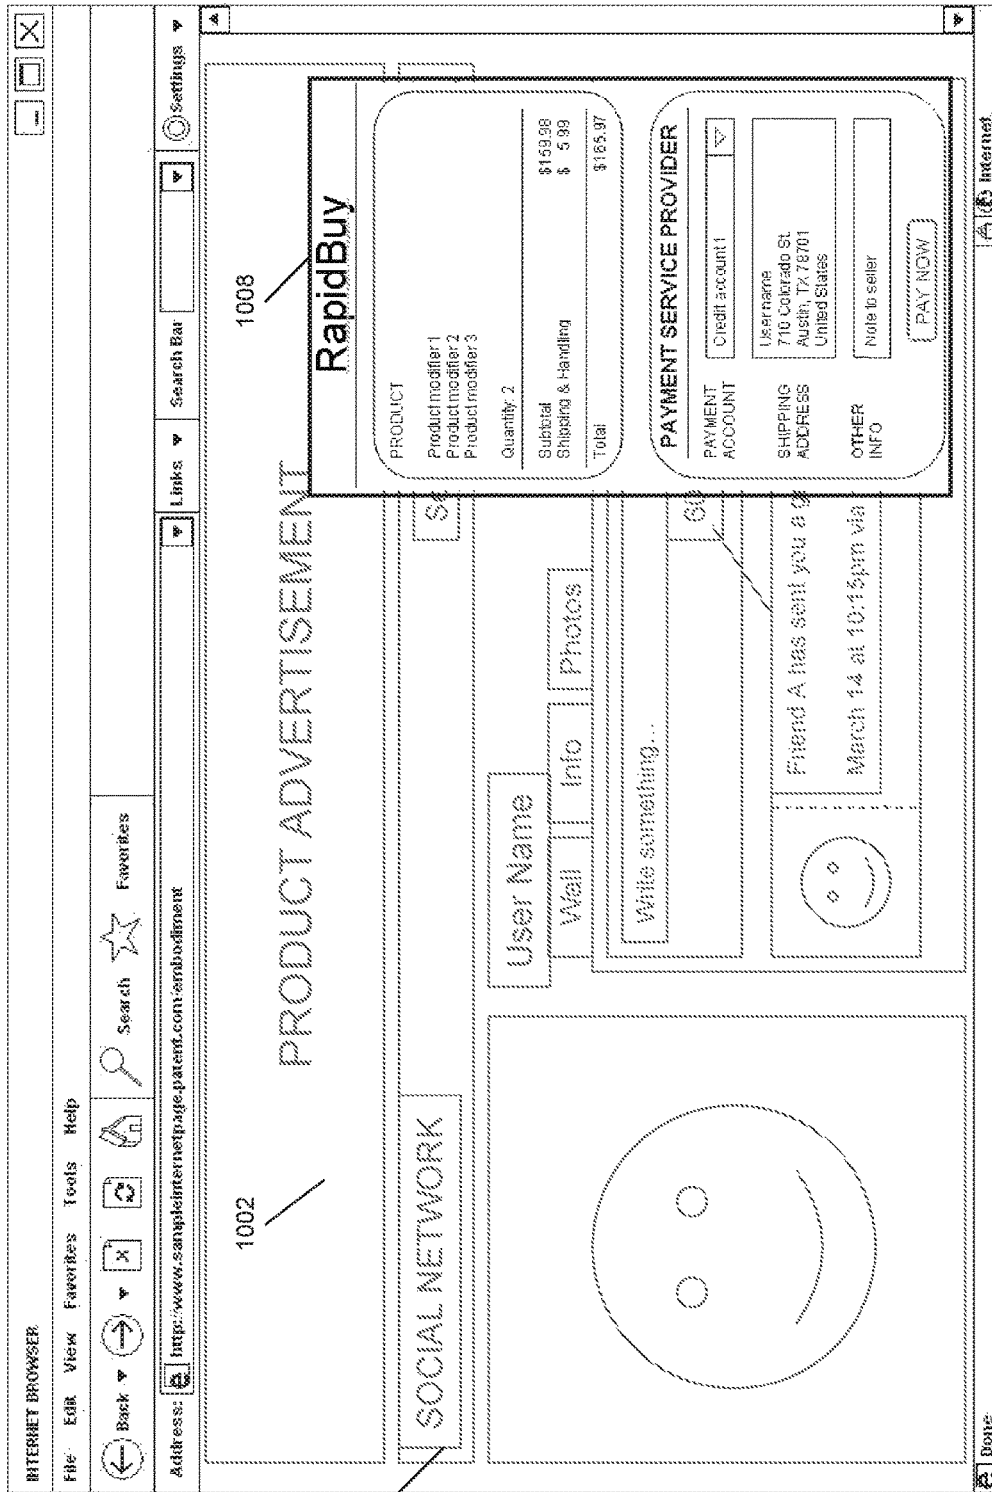 INTERNET BROWSER
File Edit View Favorites Tools Help
Back Search Favorites
Address: http://www.sampleinternetpage.patent.com/embodiment Links Search Bar Settings
1002
1008
PRODUCT ADVERTISEMENT
SOCIAL NETWORK
User Name
Wall Info Photos
Write something...
Friend A has sent you a
March 14 at 10:15pm via
RapidBuy
PRODUCT
Product modifier 1
Product modifier 2
Product modifier 3
Quantity: 2
Subtotal $159.98
Shipping & Handling $ 5.99
Total $165.97
PAYMENT SERVICE PROVIDER
PAYMENT
ACCOUNT
Credit account 1
SHIPPING
ADDRESS
User name
710 Colorado St.
Austin, TX 78701
United States
OTHER
INFO
Note to seller
PAY NOW
Done Internet